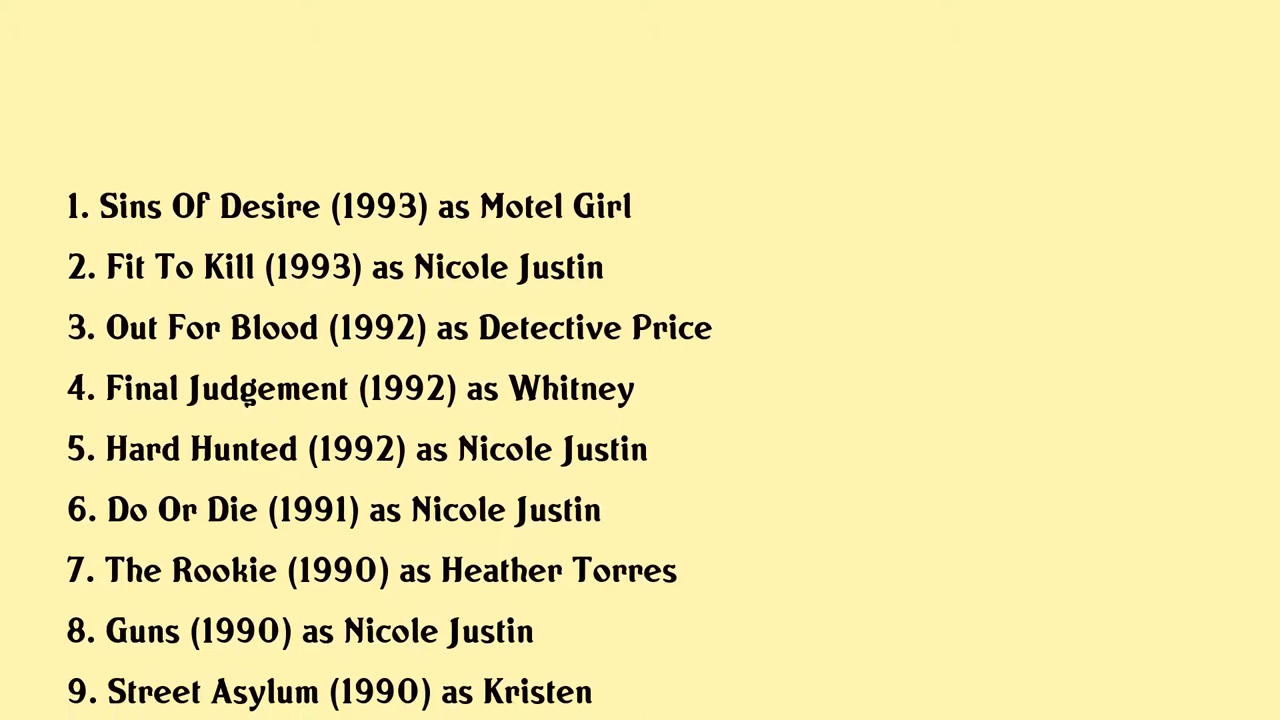 1. Sins Of Desire (1993) as Motel Girl
2. Fit To Kill (1993) as Nicole Justin
3. Out For Blood (1992) as Detective Price
4. Final Judgement (1992) as Whitney
5. Hard Hunted (1992) as Nicole Justin
6. Do Or Die (1991) as Nicole Justin
7. The Rookie (1990) as Heather Torres
8. Guns (1990) as Nicole Justin
9. Street Asylum (1990) as Kristen